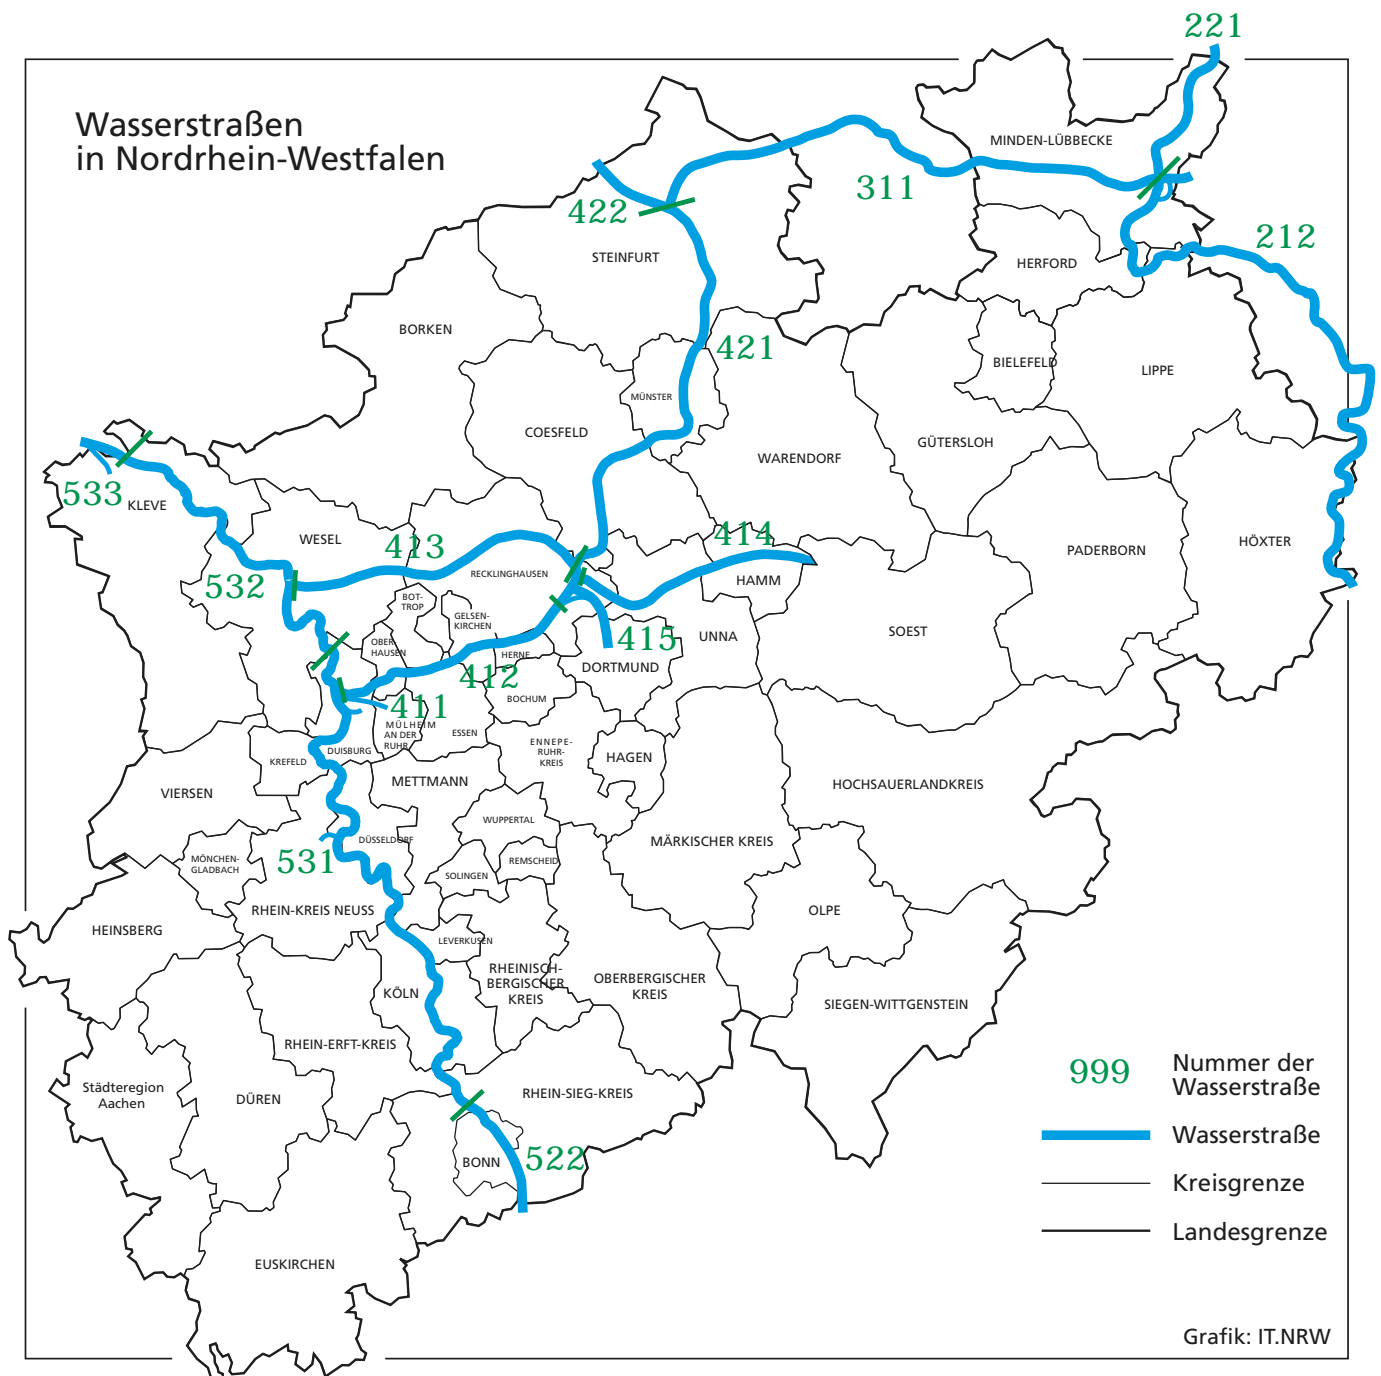 221
Wasserstraßen
in Nordrhein-Westfalen
MINDEN-LÜBBECKE
311
422
212
STEINFURT
HERFORD
BORKEN
421
BIELEFELD
LIPPE
MÜNSTER
COESFELD
GÜTERSLOH
WARENDORF
533
KLEVE
WESEL
413
414
PADERBORN
HÖXTER
RECKLINGHAUSEN
HAMM
532
BOT-
TROP
GELSEN-
KIRCHEN
OBER-
HAUSEN
HERNE
415
UNNA
SOEST
DORTMUND
412
BOCHUM
411
MÜLHEIM
AN DER
RUHR
ESSEN
DUISBURG
KREFELD
ENNEPE-
RUHR-
KREIS
HAGEN
METTMANN
HOCHSAUERLANDKREIS
VIERSEN
WUPPERTAL
DÜSSELDORF
MÄRKISCHER KREIS
MÖNCHEN-
GLADBACH
531
REMSCHEID
SOLINGEN
RHEIN-KREIS NEUSS
OLPE
HEINSBERG
LEVERKUSEN
RHEINISCH-
BERGISCHER
KREIS
OBERBERGISCHER
KREIS
KÖLN
SIEGEN-WITTGENSTEIN
RHEIN-ERFT-KREIS
Städteregion
Aachen
DÜREN
RHEIN-SIEG-KREIS
BONN
522
EUSKIRCHEN
999
Nummer der
Wasserstraße
Wasserstraße
Kreisgrenze
Landesgrenze
Grafik: IT.NRW